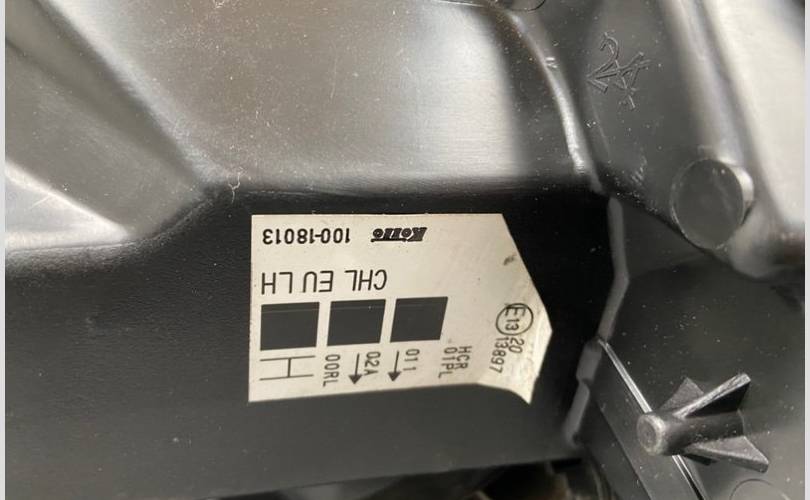 KOITO 100-18013
CHL EU LH
E13 20
13897
HCR
01PL
011
02A
00RL